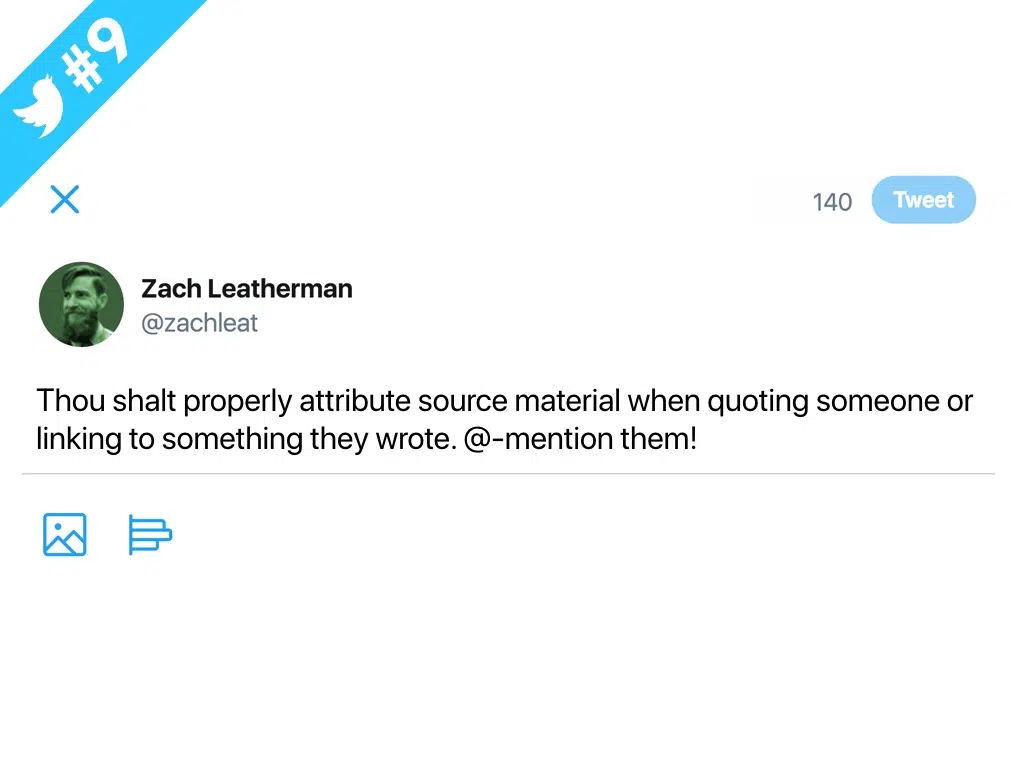 #9
140
Tweet
Zach Leatherman
@zachleat
Thou shalt properly attribute source material when quoting someone or
linking to something they wrote. @-mention them!